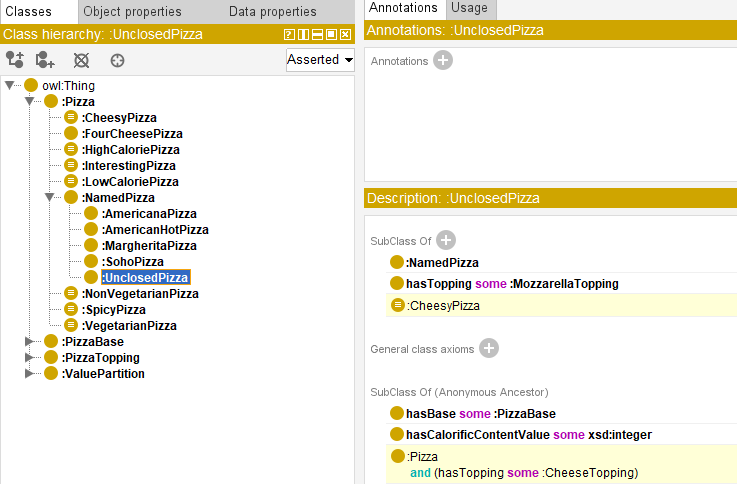 Classes Object properties Data properties
Class hierarchy: :UnclosedPizza
Asserted
owl:Thing
:Pizza
:CheesyPizza
:FourCheesePizza
:HighCaloriePizza
:InterestingPizza
:LowCaloriePizza
:NamedPizza
:AmericanaPizza
:AmericanHotPizza
:MargheritaPizza
:SohoPizza
:UnclosedPizza
:NonVegetarianPizza
:SpicyPizza
:VegetarianPizza
:PizzaBase
:PizzaTopping
:ValuePartition
Annotations Usage
Annotations: :UnclosedPizza
Annotations
Description: :UnclosedPizza
SubClass Of
:NamedPizza
hasTopping some :MozzarellaTopping
:CheesyPizza
General class axioms
SubClass Of (Anonymous Ancestor)
hasBase some :PizzaBase
hasCalorificContentValue some xsd:integer
:Pizza
and (hasTopping some :CheeseTopping)